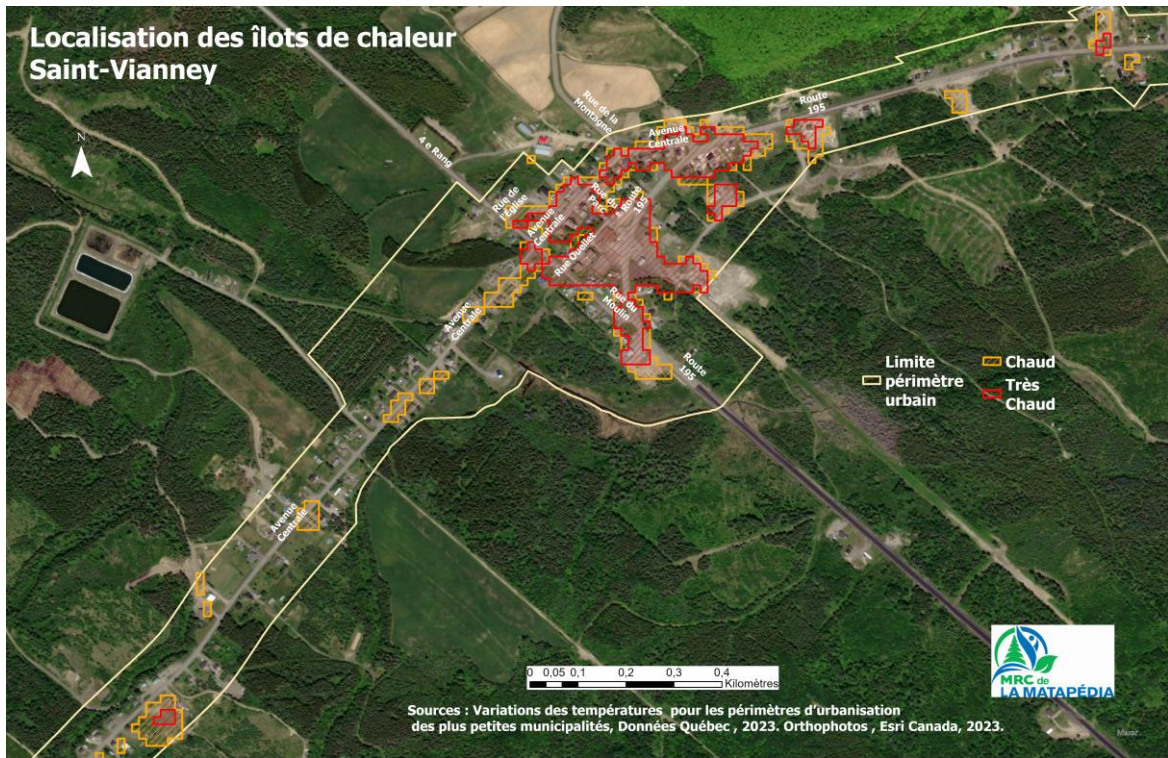 Localisation des îlots de chaleur
Saint-Vianney
N
4 e Rang
Rue de la
Montagne
Avenue
Centrale
Route
195
Rue de
l'Église
Avenue
Centrale
Rue du
Parc
Route
195
Rue Ouellet
Avenue
Centrale
Rue du
Moulin
Route
195
Avenue
Centrale
Limite
périmètre
urbain
Chaud
Très
Chaud
0 0,05 0,1 0,2 0,3 0,4
Kilomètres
MRC de
LA MATAPÉDIA
Sources : Variations des températures pour les périmètres d'urbanisation
des plus petites municipalités, Données Québec , 2023. Orthophotos , Esri Canada, 2023.
Maxar